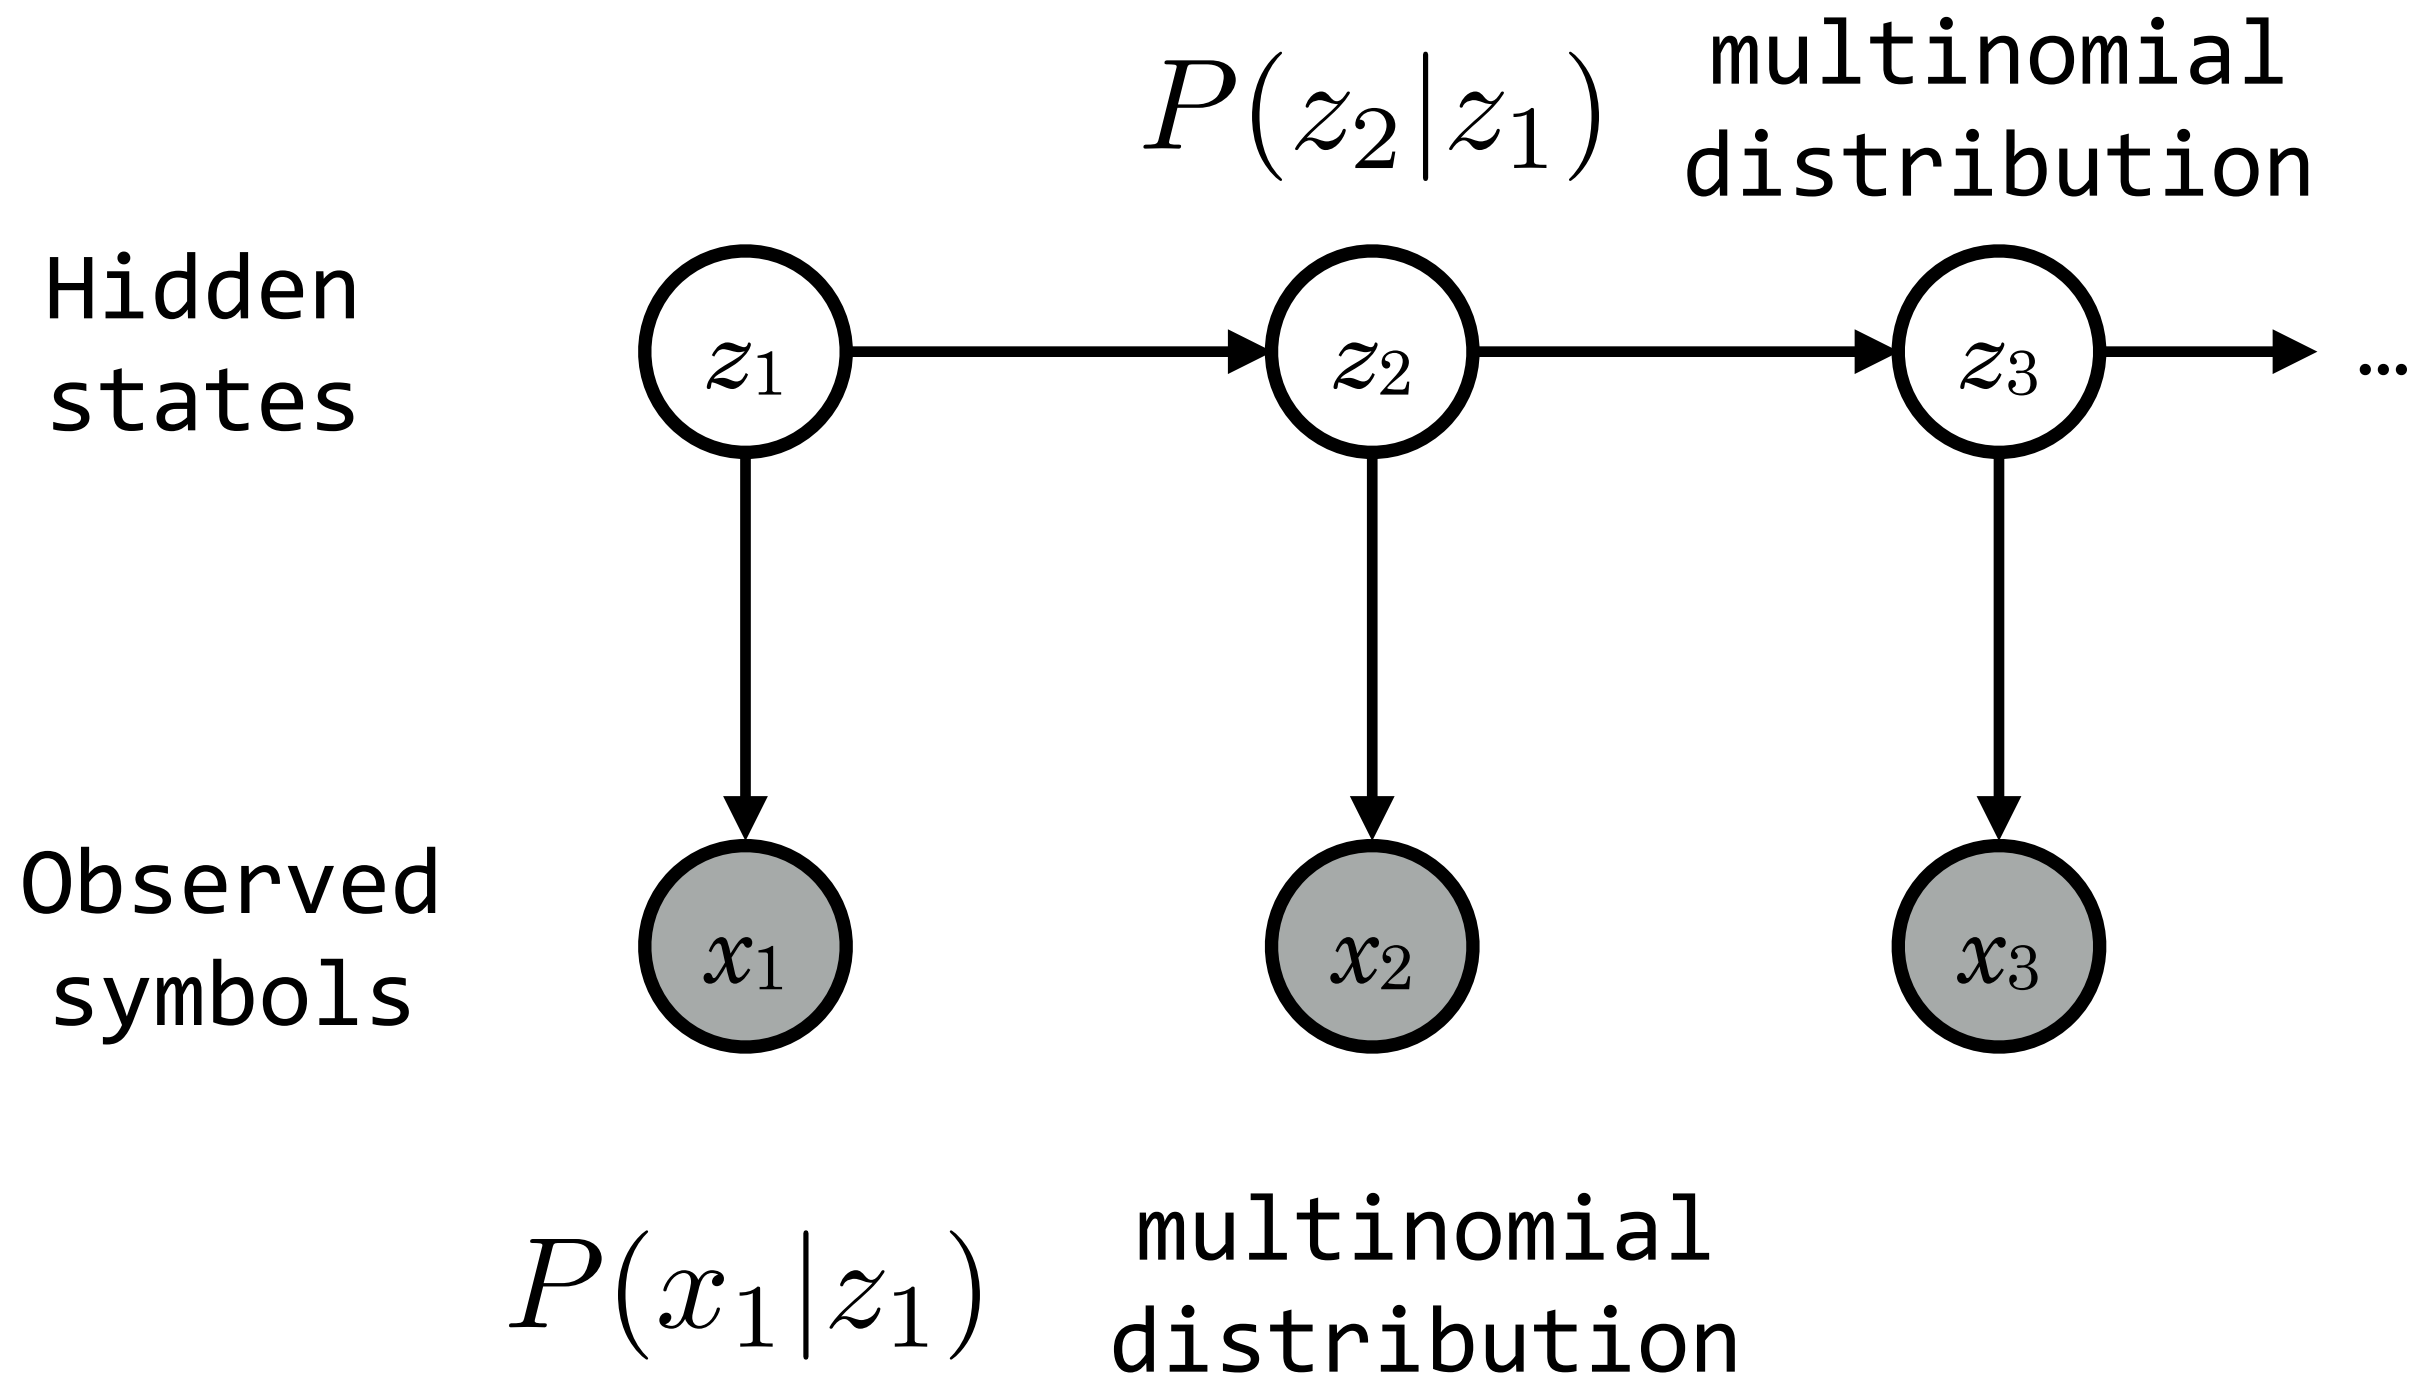 P(z₂|z₁)
multinomial
distribution
Hidden
states
z₁
z₂
z₃
…
Observed
symbols
x₁
x₂
x₃
P(x₁|z₁)
multinomial
distribution